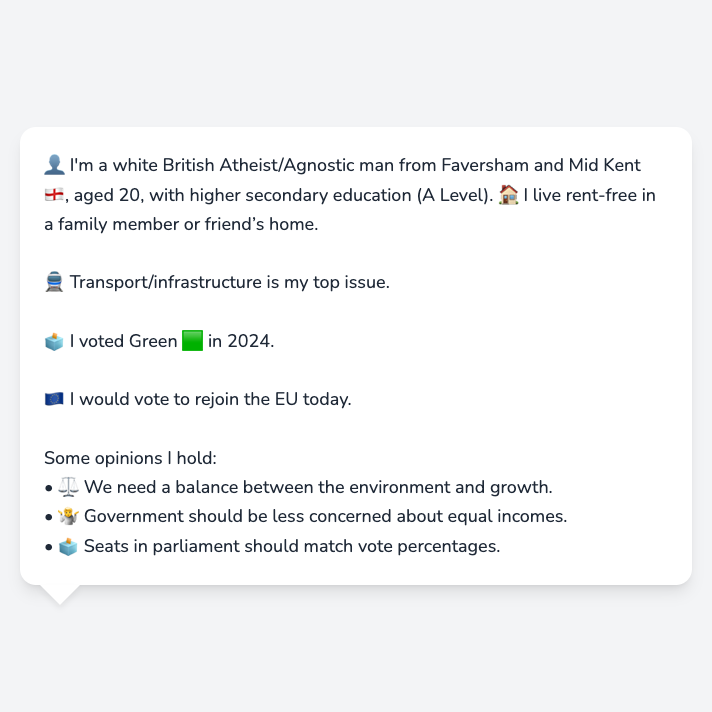 👤 I'm a white British Atheist/Agnostic man from Faversham and Mid Kent
🏴󠁧󠁢󠁥󠁮󠁧󠁿, aged 20, with higher secondary education (A Level). 🏠 I live rent-free in
a family member or friend’s home.
🚆 Transport/infrastructure is my top issue.
🗳️ I voted Green 🟩 in 2024.
🇪🇺 I would vote to rejoin the EU today.
Some opinions I hold:
• ⚖️ We need a balance between the environment and growth.
• 🤷 Government should be less concerned about equal incomes.
• 🗳️ Seats in parliament should match vote percentages.